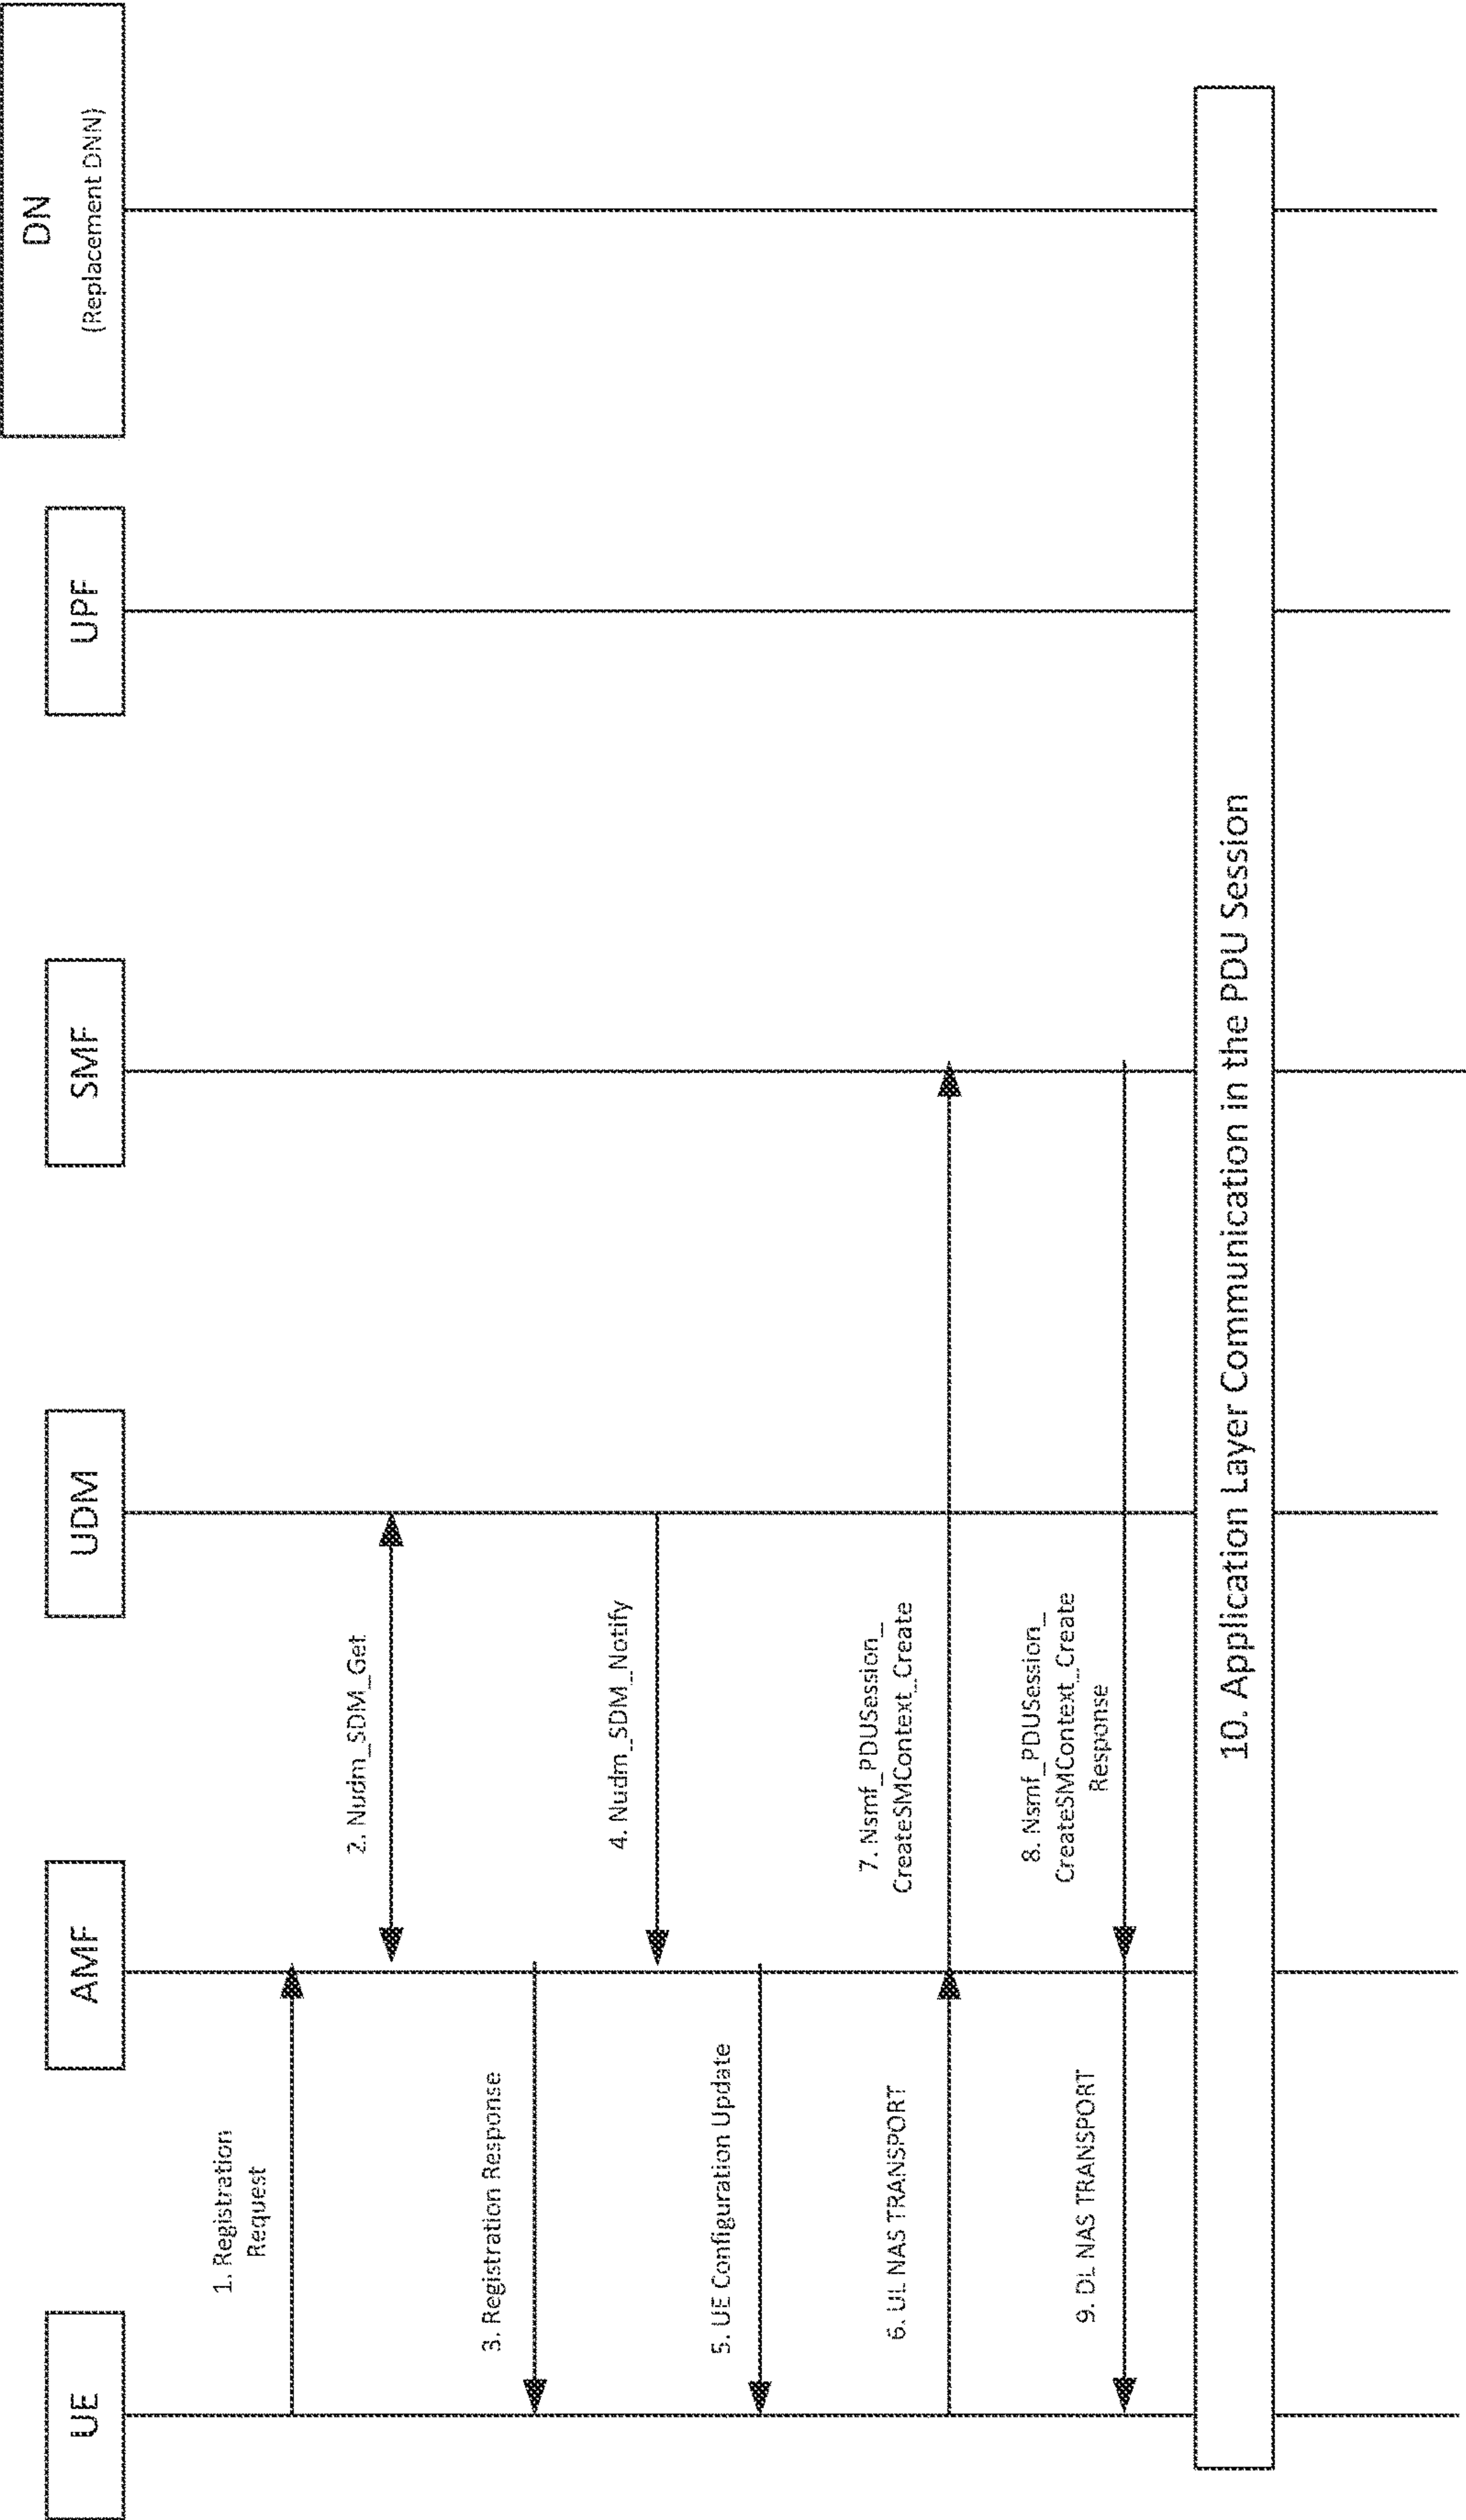 UE
AMF
UDM
SMF
UPF
DN
(Replacement DNN)
1. Registration
Request
2. Nudm_SDM_Get
3. Registration Response
4. Nudm_SDM_Notify
5. UE Configuration Update
6. UL NAS TRANSPORT
7. Nsmf_PDUSession_
CreateSMContext_Create
8. Nsmf_PDUSession_
CreateSMContext_Create
Response
9. DL NAS TRANSPORT
10. Application Layer Communication in the PDU Session